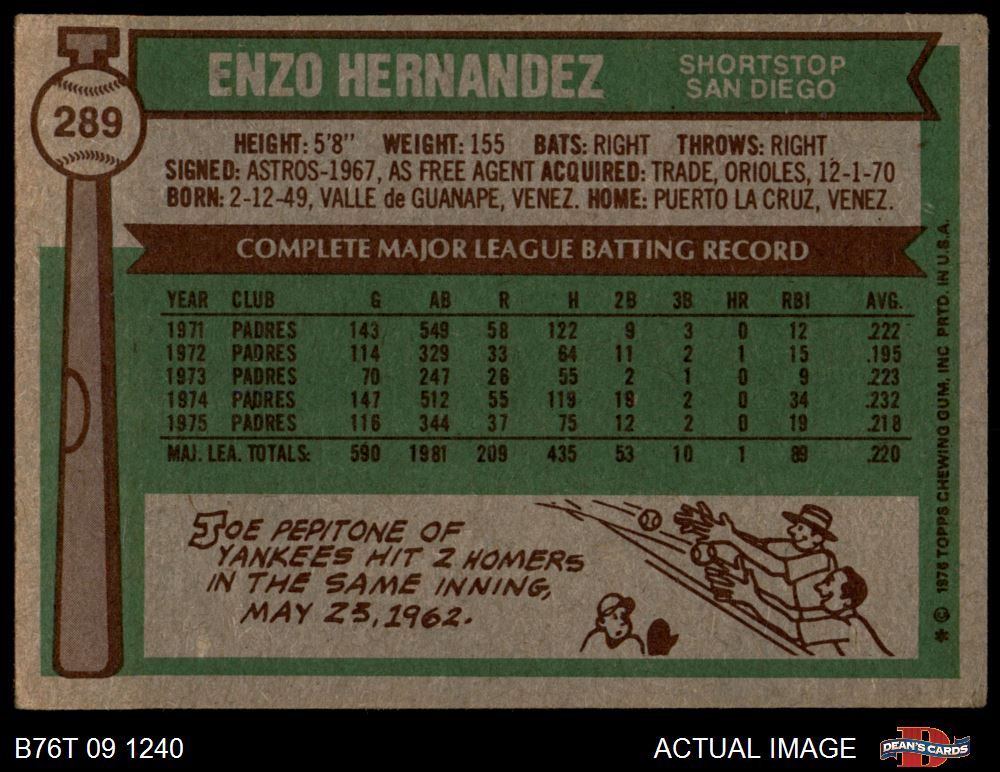 289
ENZO HERNANDEZ
SHORTSTOP
SAN DIEGO
HEIGHT: 5'8" WEIGHT: 155 BATS: RIGHT THROWS: RIGHT
SIGNED: ASTROS-1967, AS FREE AGENT ACQUIRED: TRADE, ORIOLES, 12-1-70
BORN: 2-12-49, VALLE de GUANAPE, VENEZ. HOME: PUERTO LA CRUZ, VENEZ.
COMPLETE MAJOR LEAGUE BATTING RECORD
YEAR CLUB G AB R H 2B 3B HR RBI AVG.
1971 PADRES 143 549 58 122 9 3 0 12 .222
1972 PADRES 114 329 33 64 11 2 1 15 .195
1973 PADRES 70 247 26 55 2 1 0 9 .223
1974 PADRES 147 512 55 119 19 2 0 34 .232
1975 PADRES 116 344 37 75 12 2 0 19 .218
MAJ. LEA. TOTALS: 590 1981 209 435 53 10 1 89 .220
JOE PEPITONE OF
YANKEES HIT 2 HOMERS
IN THE SAME INNING,
MAY 23, 1962.
* © 1976 TOPPS CHEWING GUM, INC PRTD. IN U.S.A.
B76T 09 1240
ACTUAL IMAGE
D
DEAN'S CARDS